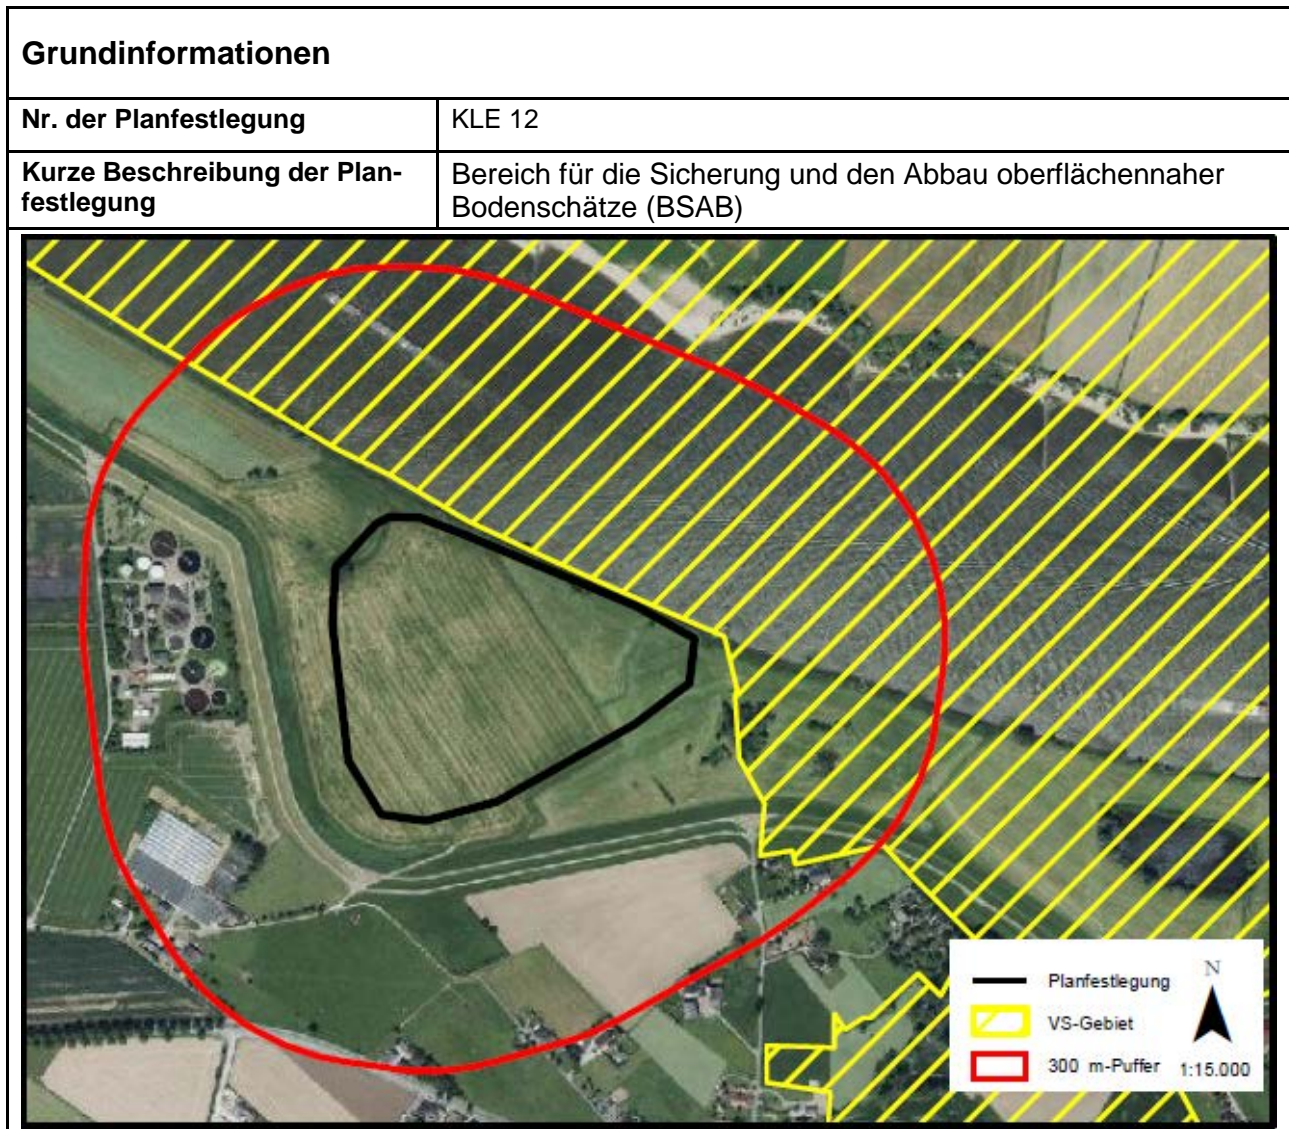 Grundinformationen
Nr. der Planfestlegung
KLE 12
Kurze Beschreibung der Plan-
festlegung
Bereich für die Sicherung und den Abbau oberflächennaher
Bodenschätze (BSAB)
Planfestlegung
VS-Gebiet
300 m-Puffer
N
1:15.000